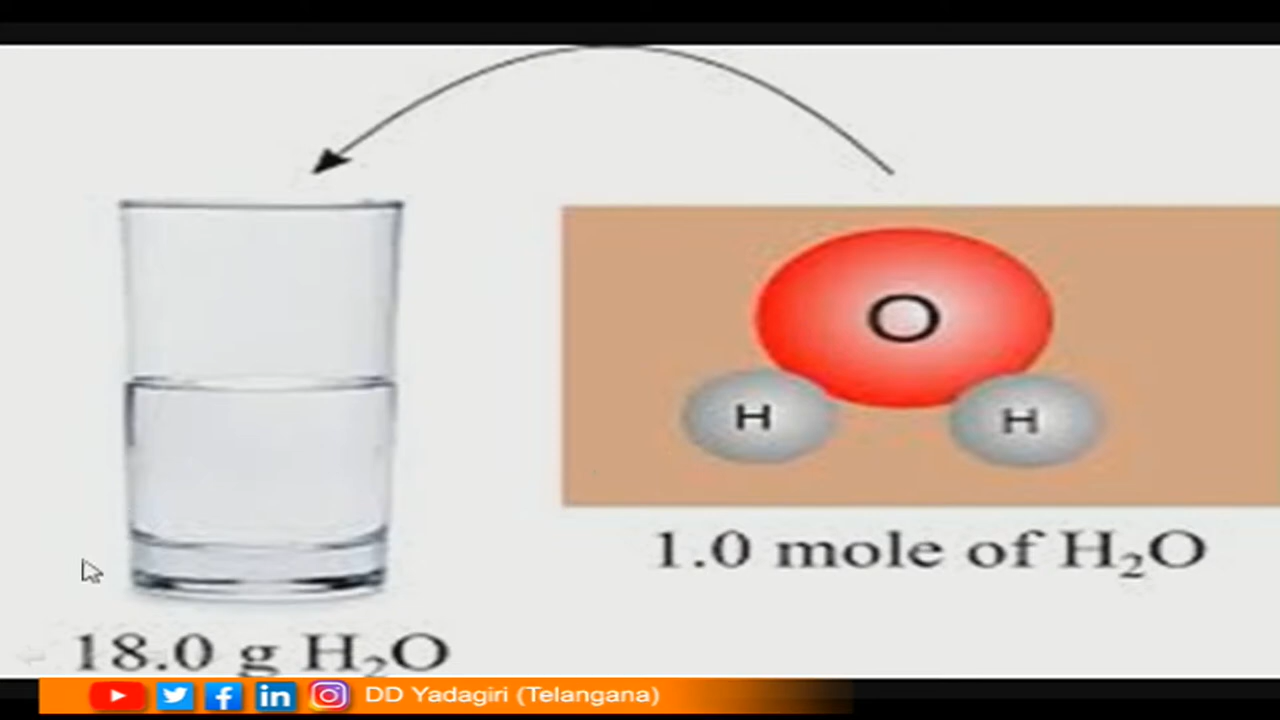 O
H H
1.0 mole of H₂O
18.0 g H₂O
DD Yadagiri (Telangana)